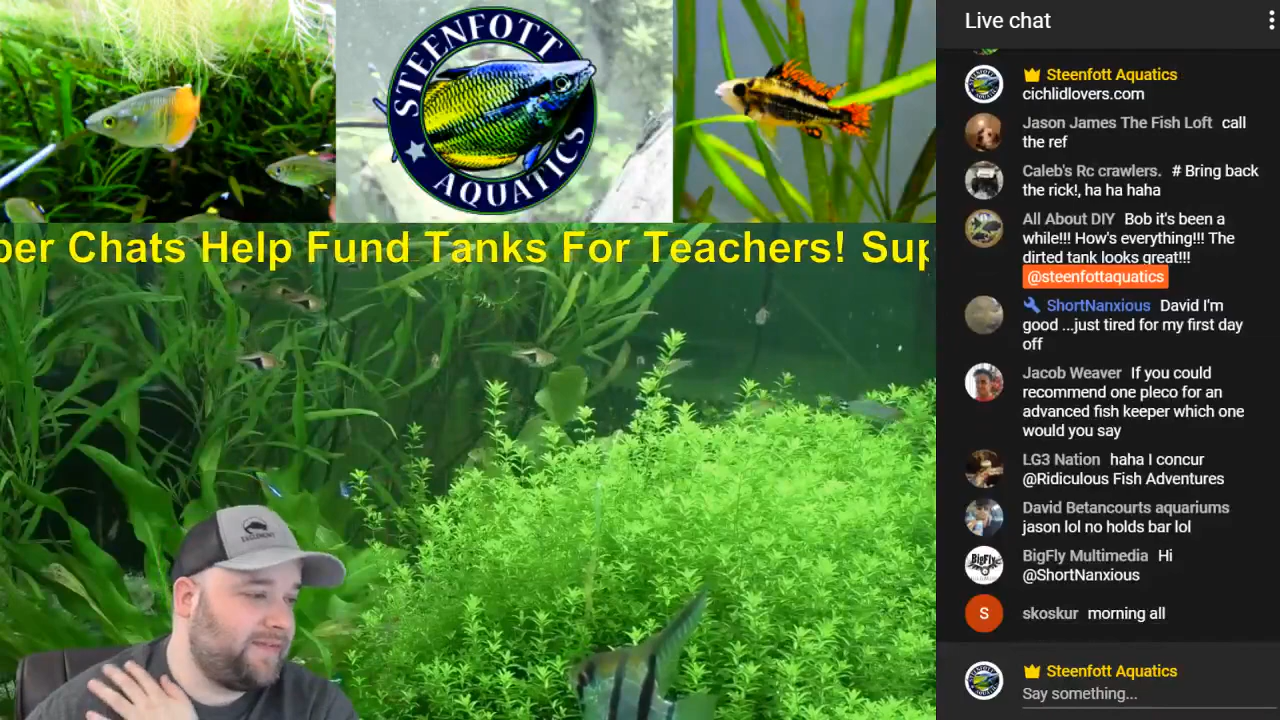 STEENFOTT
AQUATICS
per Chats Help Fund Tanks For Teachers! Sup
Live chat
Steenfott Aquatics
cichlidlovers.com
Jason James The Fish Loft call
the ref
Caleb's Rc crawlers. # Bring back
the rick!, ha ha haha
All About DIY Bob it's been a
while!!! How's everything!!! The
dirted tank looks great!!!
@steenfottaquatics
ShortNanxious David I'm
good ...just tired for my first day
off
Jacob Weaver If you could
recommend one pleco for an
advanced fish keeper which one
would you say
LG3 Nation haha I concur
@Ridiculous Fish Adventures
David Betancourts aquariums
jason lol no holds bar lol
BigFly Multimedia Hi
@ShortNanxious
S
skoskur morning all
Steenfott Aquatics
Say something...